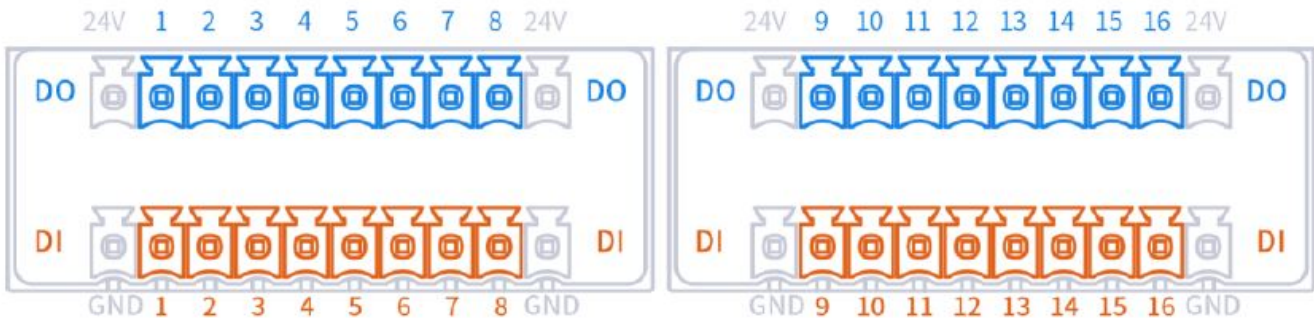 24V 1 2 3 4 5 6 7 8 24V 24V 9 10 11 12 13 14 15 16 24V
DO DO DO DO
DI DI DI DI
GND 1 2 3 4 5 6 7 8 GND GND 9 10 11 12 13 14 15 16 GND